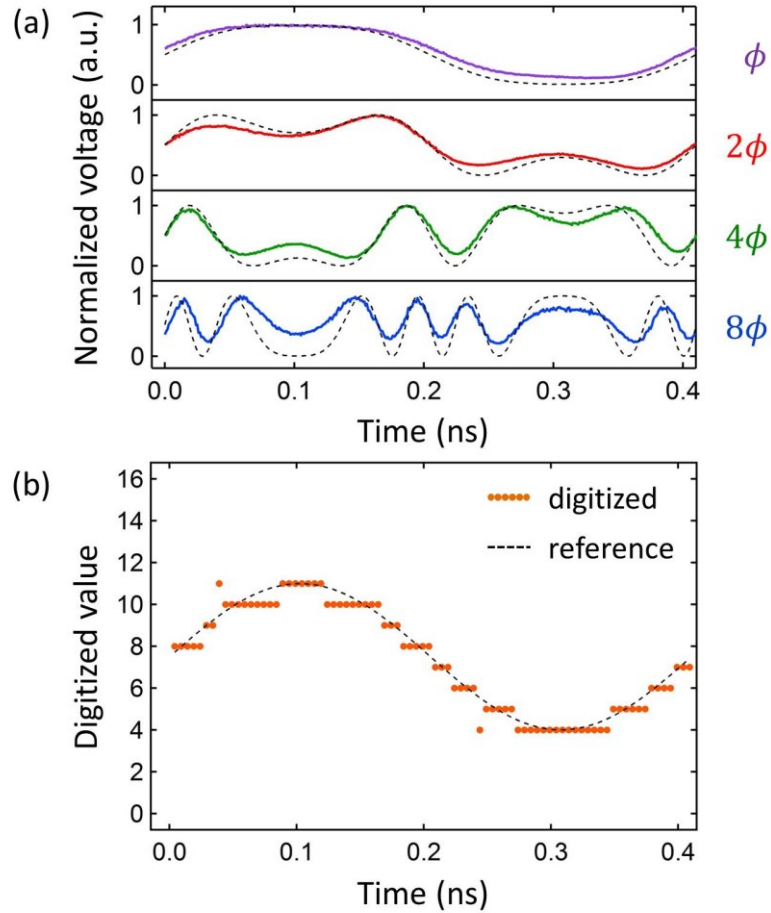 (a)
Normalized voltage (a.u.)
1
0
ϕ
1
0
2ϕ
1
0
4ϕ
1
0
8ϕ
0.0 0.1 0.2 0.3 0.4
Time (ns)
(b)
Digitized value
16
14
12
10
8
6
4
2
0
digitized
reference
0.0 0.1 0.2 0.3 0.4
Time (ns)